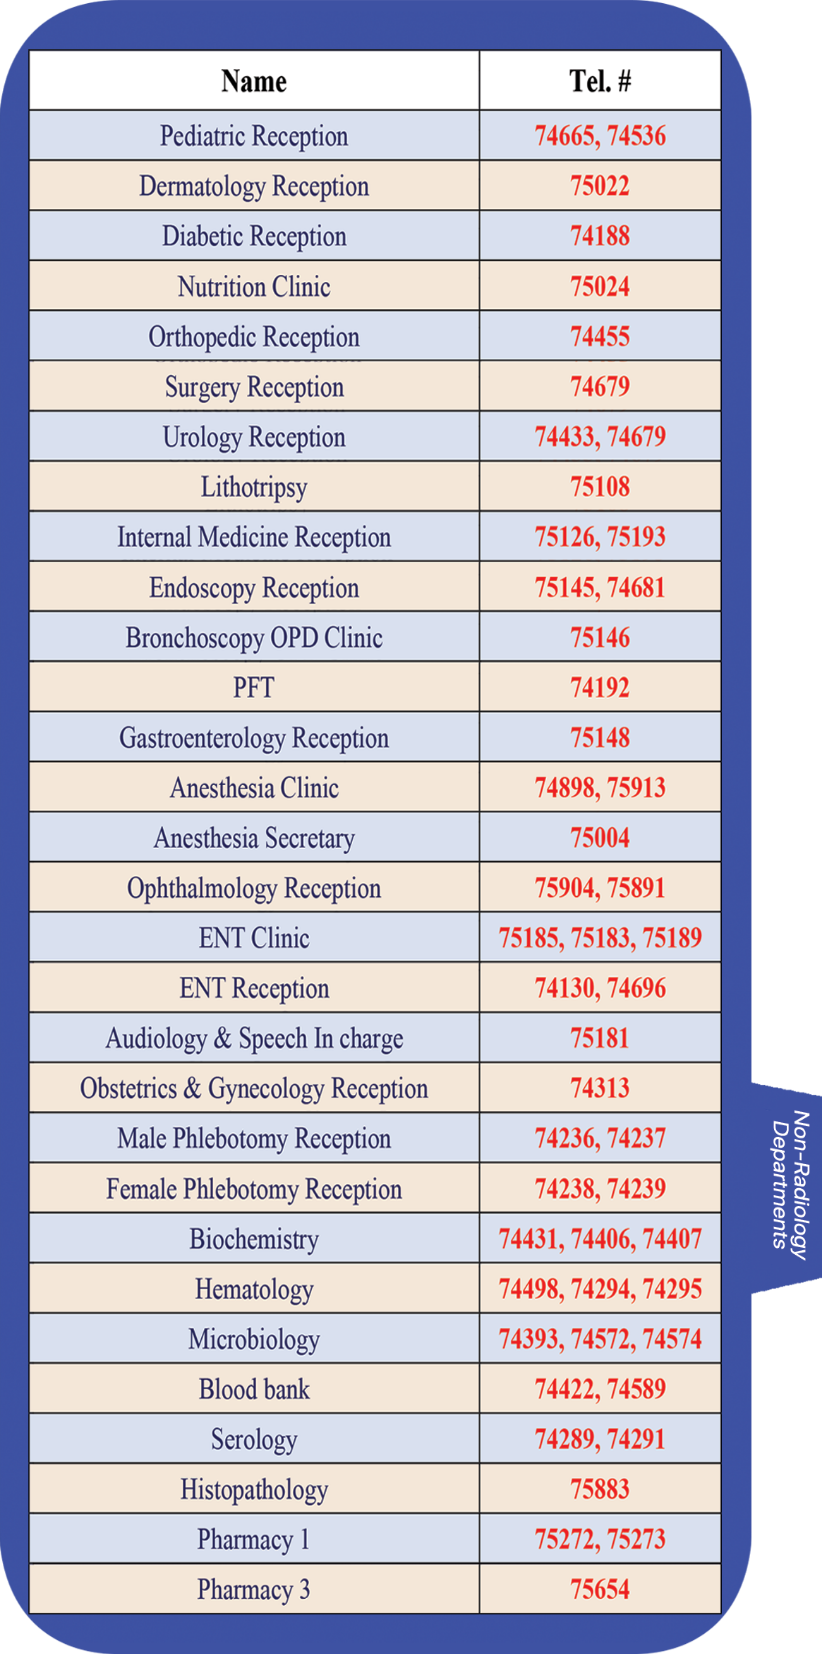 Name Tel. #
Pediatric Reception 74665, 74536
Dermatology Reception 75022
Diabetic Reception 74188
Nutrition Clinic 75024
Orthopedic Reception 74455
Surgery Reception 74679
Urology Reception 74433, 74679
Lithotripsy 75108
Internal Medicine Reception 75126, 75193
Endoscopy Reception 75145, 74681
Bronchoscopy OPD Clinic 75146
PFT 74192
Gastroenterology Reception 75148
Anesthesia Clinic 74898, 75913
Anesthesia Secretary 75004
Ophthalmology Reception 75904, 75891
ENT Clinic 75185, 75183, 75189
ENT Reception 74130, 74696
Audiology & Speech In charge 75181
Obstetrics & Gynecology Reception 74313
Male Phlebotomy Reception 74236, 74237
Female Phlebotomy Reception 74238, 74239
Biochemistry 74431, 74406, 74407
Hematology 74498, 74294, 74295
Microbiology 74393, 74572, 74574
Blood bank 74422, 74589
Serology 74289, 74291
Histopathology 75883
Pharmacy 1 75272, 75273
Pharmacy 3 75654
Non-Radiology
Departments